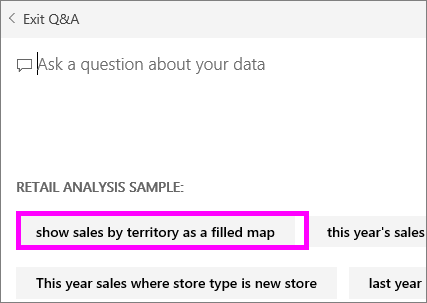 Exit Q&A
Ask a question about your data
RETAIL ANALYSIS SAMPLE:
show sales by territory as a filled map
this year's sales
This year sales where store type is new store
last year